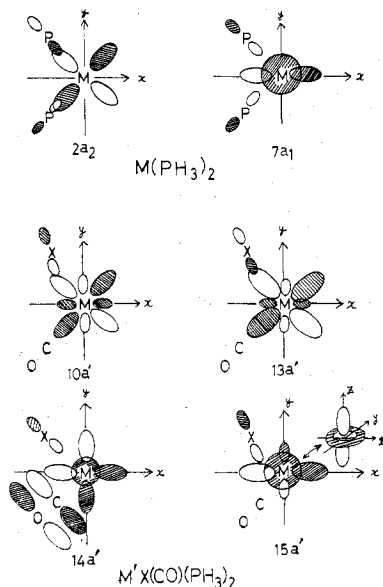 y
P
M
x
P
2a₂
y
P
M
x
P
7a₁
M(PH₃)₂
y
X
M
x
C
O
10a'
y
X
M
x
C
O
13a'
y
X
M
x
C
O
14a'
y
X
M
x
C
O
15a'
z
y
x
M'X(CO)(PH₃)₂